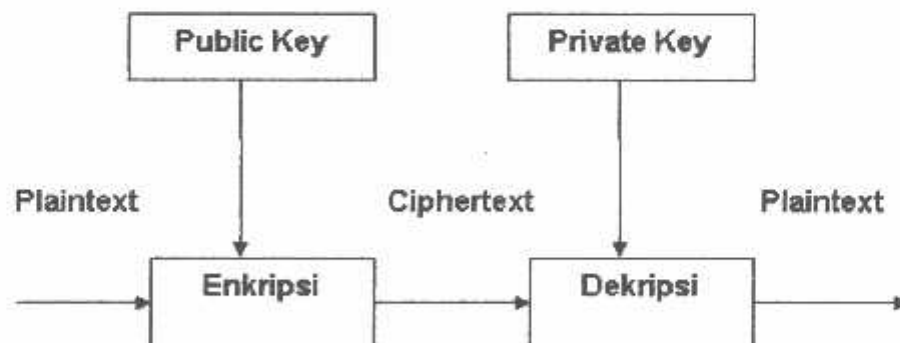 Public Key
Private Key
Plaintext
Ciphertext
Plaintext
Enkripsi
Dekripsi